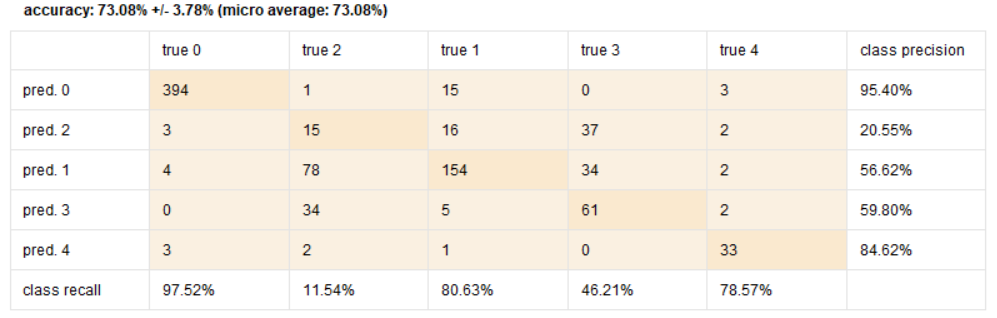 accuracy: 73.08% +/- 3.78% (micro average: 73.08%)
true 0 true 2 true 1 true 3 true 4 class precision
pred. 0 394 1 15 0 3 95.40%
pred. 2 3 15 16 37 2 20.55%
pred. 1 4 78 154 34 2 56.62%
pred. 3 0 34 5 61 2 59.80%
pred. 4 3 2 1 0 33 84.62%
class recall 97.52% 11.54% 80.63% 46.21% 78.57%